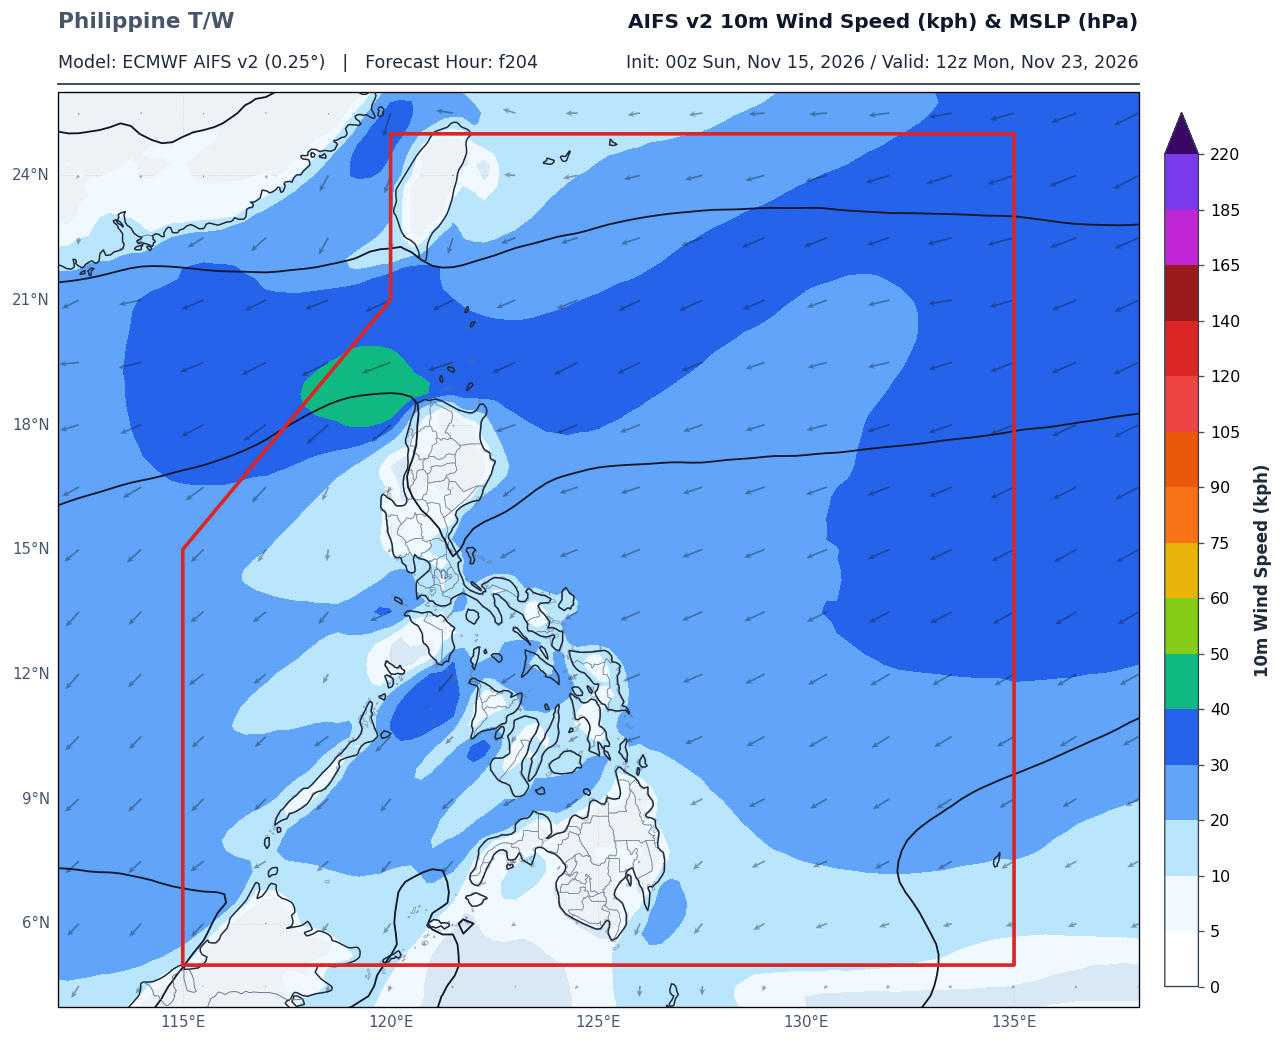 Philippine T/W
AIFS v2 10m Wind Speed (kph) & MSLP (hPa)
Model: ECMWF AIFS v2 (0.25°) | Forecast Hour: f204
Init: 00z Sun, Nov 15, 2026 / Valid: 12z Mon, Nov 23, 2026
24°N
21°N
18°N
15°N
12°N
9°N
6°N
115°E
120°E
125°E
130°E
135°E
220
185
165
140
120
105
90
75
60
50
40
30
20
10
5
0
10m Wind Speed (kph)